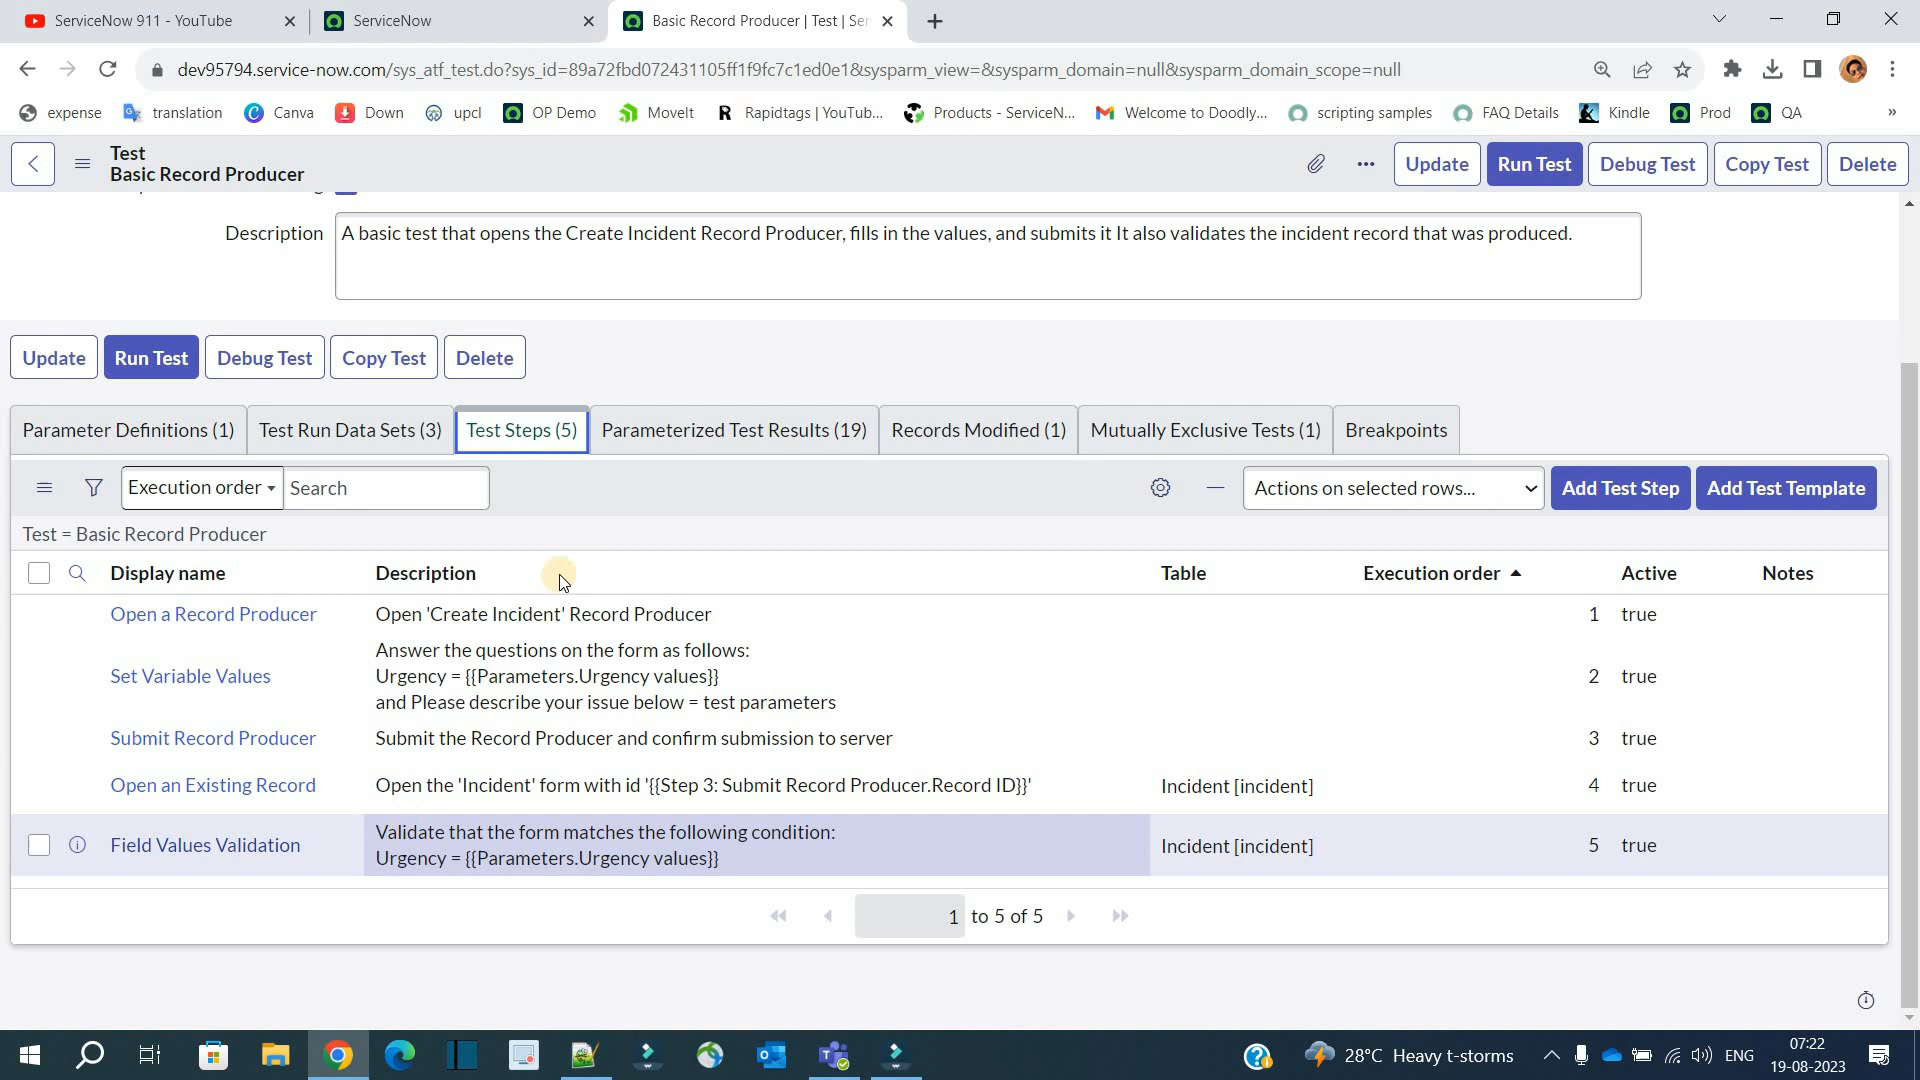 ServiceNow 911 - YouTube
ServiceNow
Basic Record Producer | Test | Ser
dev95794.service-now.com/sys_atf_test.do?sys_id=89a72fbd072431105ff1f9fc7c1ed0e1&sysparm_view=&sysparm_domain=null&sysparm_domain_scope=null
expense translation Canva Down upcl OP Demo MoveIt Rapidtags | YouTub... Products - ServiceN... Welcome to Doodly... scripting samples FAQ Details Kindle Prod QA »
Test
Basic Record Producer
Update Run Test Debug Test Copy Test Delete
Description A basic test that opens the Create Incident Record Producer, fills in the values, and submits it It also validates the incident record that was produced.
Update Run Test Debug Test Copy Test Delete
Parameter Definitions (1) Test Run Data Sets (3) Test Steps (5) Parameterized Test Results (19) Records Modified (1) Mutually Exclusive Tests (1) Breakpoints
Execution order Search Actions on selected rows... Add Test Step Add Test Template
Test = Basic Record Producer
Display name Description Table Execution order Active Notes
Open a Record Producer Open 'Create Incident' Record Producer 1 true
Answer the questions on the form as follows:
Set Variable Values Urgency = {{Parameters.Urgency values}} 2 true
and Please describe your issue below = test parameters
Submit Record Producer Submit the Record Producer and confirm submission to server 3 true
Open an Existing Record Open the 'Incident' form with id '{{Step 3: Submit Record Producer.Record ID}}' Incident [incident] 4 true
Validate that the form matches the following condition:
Field Values Validation Incident [incident] 5 true
Urgency = {{Parameters.Urgency values}}
1 to 5 of 5
28°C Heavy t-storms ENG
07:22
19-08-2023